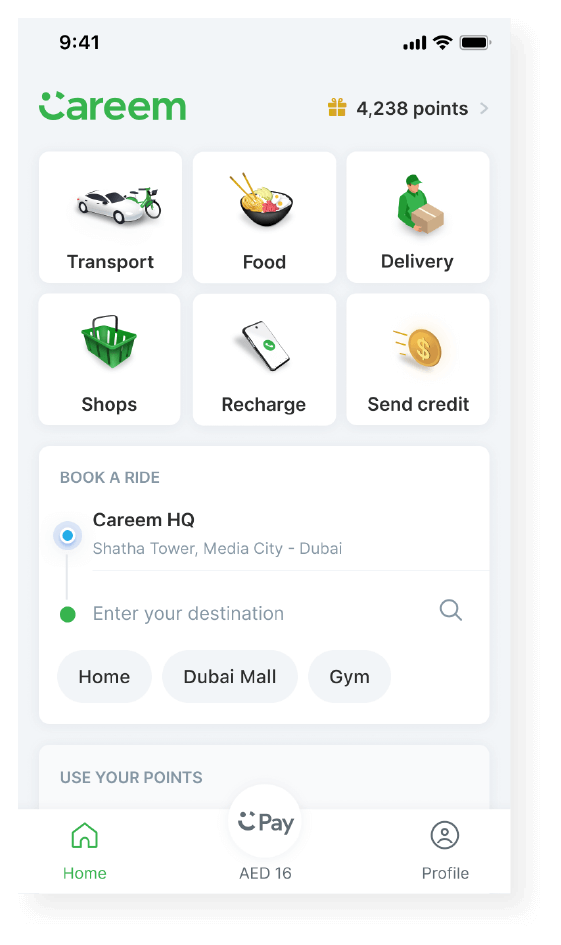 9:41
Careem
4,238 points
Transport
Food
Delivery
Shops
Recharge
Send credit
BOOK A RIDE
Careem HQ
Shatha Tower, Media City - Dubai
Enter your destination
Home
Dubai Mall
Gym
USE YOUR POINTS
Pay
Home
AED 16
Profile